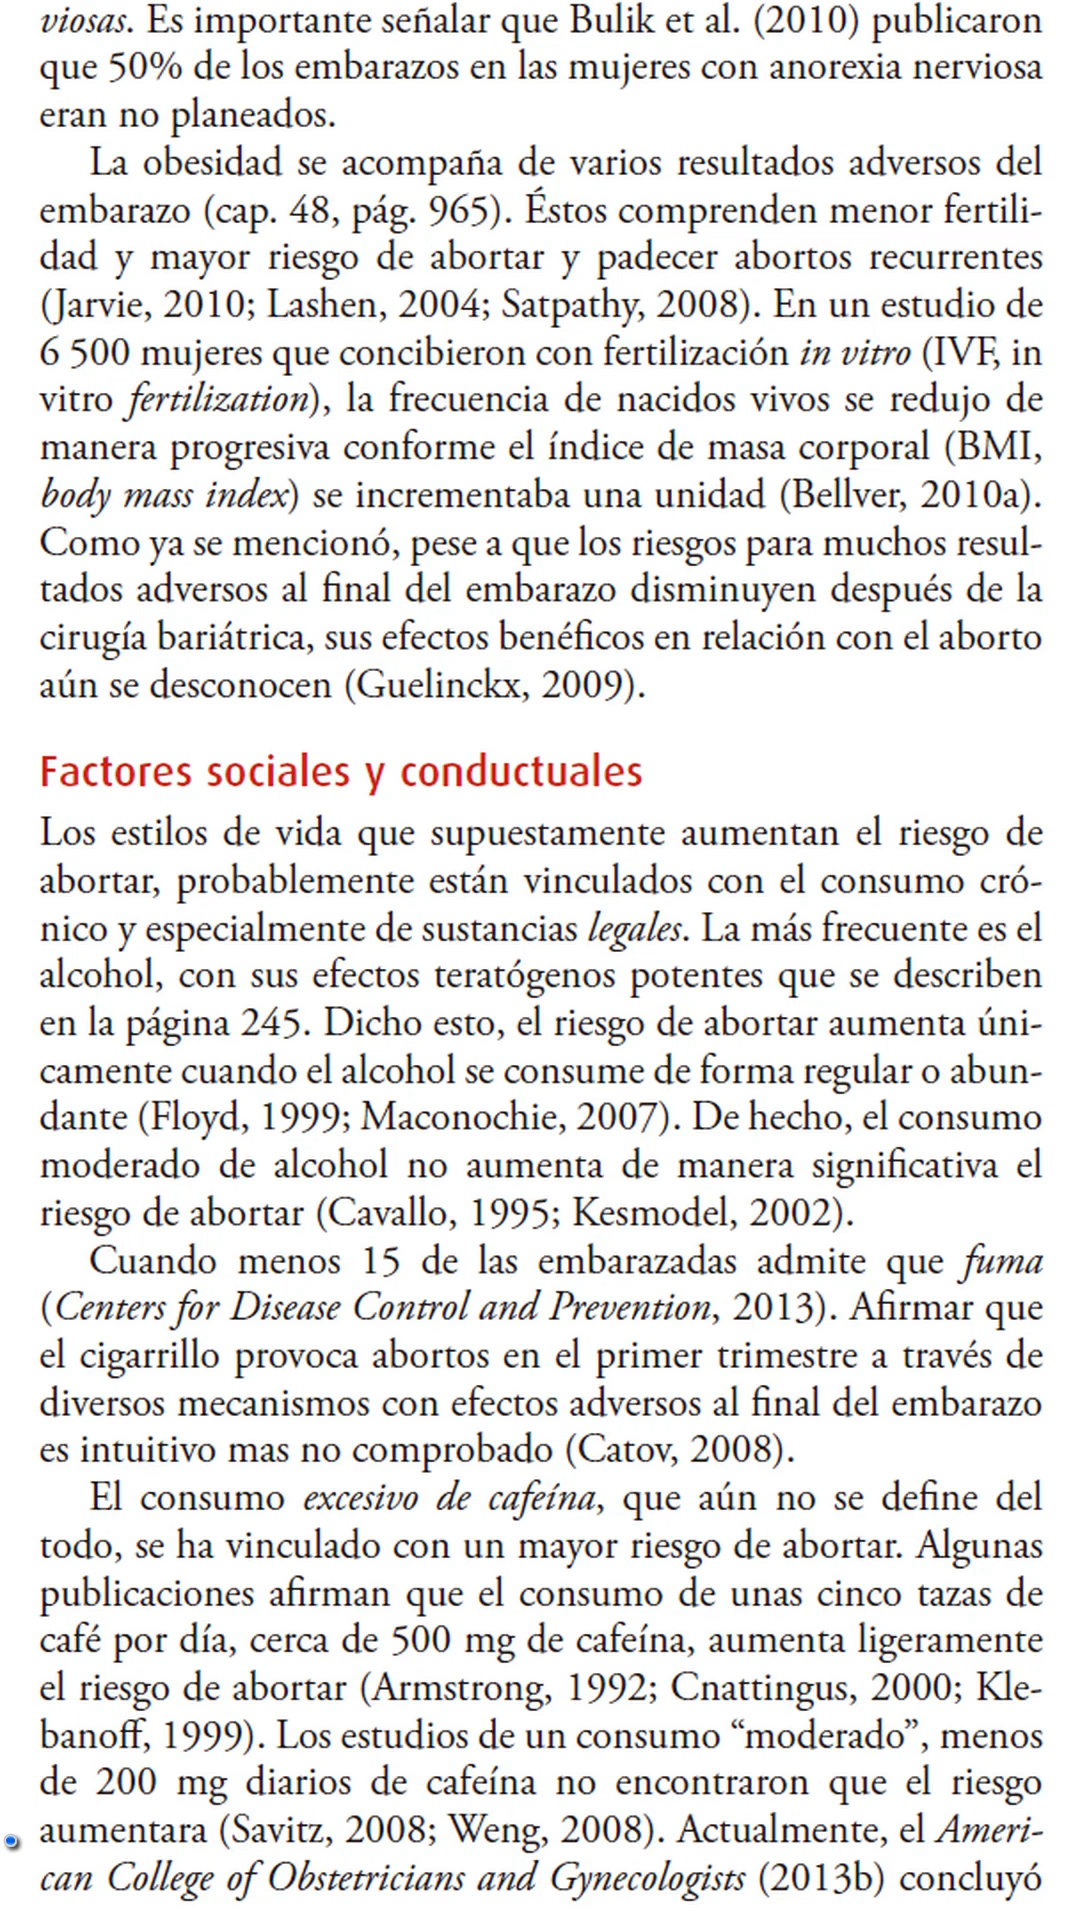 viosas. Es importante señalar que Bulik et al. (2010) publicaron
que 50% de los embarazos en las mujeres con anorexia nerviosa
eran no planeados.
La obesidad se acompaña de varios resultados adversos del
embarazo (cap. 48, pág. 965). Éstos comprenden menor fertili-
dad y mayor riesgo de abortar y padecer abortos recurrentes
(Jarvie, 2010; Lashen, 2004; Satpathy, 2008). En un estudio de
6 500 mujeres que concibieron con fertilización in vitro (IVF, in
vitro fertilization), la frecuencia de nacidos vivos se redujo de
manera progresiva conforme el índice de masa corporal (BMI,
body mass index) se incrementaba una unidad (Bellver, 2010a).
Como ya se mencionó, pese a que los riesgos para muchos resul-
tados adversos al final del embarazo disminuyen después de la
cirugía bariátrica, sus efectos benéficos en relación con el aborto
aún se desconocen (Guelinckx, 2009).
Factores sociales y conductuales
Los estilos de vida que supuestamente aumentan el riesgo de
abortar, probablemente están vinculados con el consumo cró-
nico y especialmente de sustancias legales. La más frecuente es el
alcohol, con sus efectos teratógenos potentes que se describen
en la página 245. Dicho esto, el riesgo de abortar aumenta úni-
camente cuando el alcohol se consume de forma regular o abun-
dante (Floyd, 1999; Maconochie, 2007). De hecho, el consumo
moderado de alcohol no aumenta de manera significativa el
riesgo de abortar (Cavallo, 1995; Kesmodel, 2002).
Cuando menos 15 de las embarazadas admite que fuma
(Centers for Disease Control and Prevention, 2013). Afirmar que
el cigarrillo provoca abortos en el primer trimestre a través de
diversos mecanismos con efectos adversos al final del embarazo
es intuitivo mas no comprobado (Catov, 2008).
El consumo excesivo de cafeína, que aún no se define del
todo, se ha vinculado con un mayor riesgo de abortar. Algunas
publicaciones afirman que el consumo de unas cinco tazas de
café por día, cerca de 500 mg de cafeína, aumenta ligeramente
el riesgo de abortar (Armstrong, 1992; Cnattingus, 2000; Kle-
banoff, 1999). Los estudios de un consumo “moderado”, menos
de 200 mg diarios de cafeína no encontraron que el riesgo
aumentara (Savitz, 2008; Weng, 2008). Actualmente, el Ameri-
can College of Obstetricians and Gynecologists (2013b) concluyó